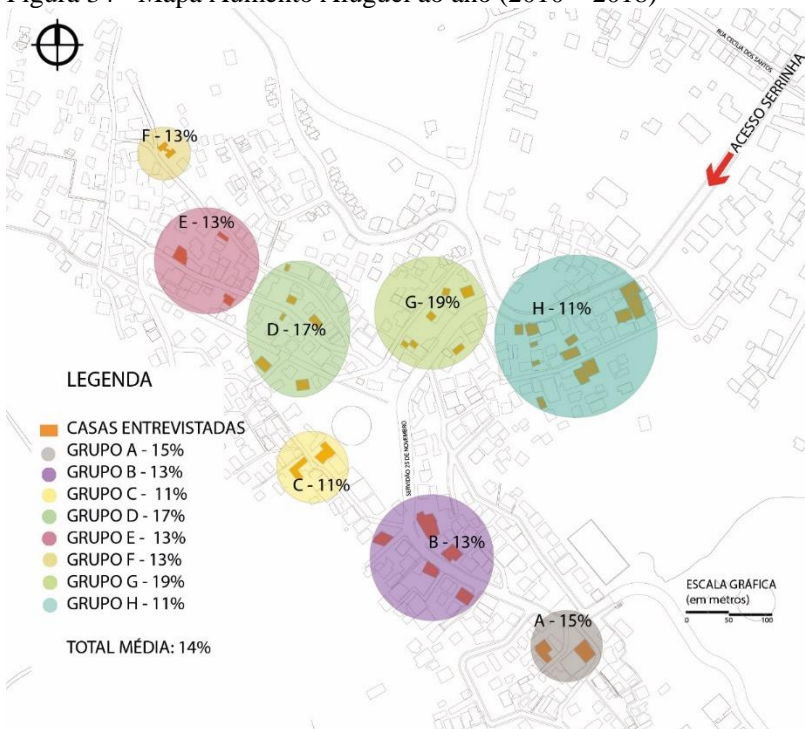 Figura 54 - Mapa Aumento Aluguel ao ano (2010 – 2018)
RUA CECÍLIA DOS SANTOS
ACESSO SERRINHA
F - 13%
E - 13%
D - 17%
G- 19%
H - 11%
LEGENDA
CASAS ENTREVISTADAS
GRUPO A - 15%
GRUPO B - 13%
GRUPO C - 11%
GRUPO D - 17%
GRUPO E - 13%
GRUPO F - 13%
GRUPO G - 19%
GRUPO H - 11%
TOTAL MÉDIA: 14%
SERVIDÃO 25 DE NOVEMBRO
C - 11%
B - 13%
A - 15%
ESCALA GRÁFICA
(em metros)
0 50 100